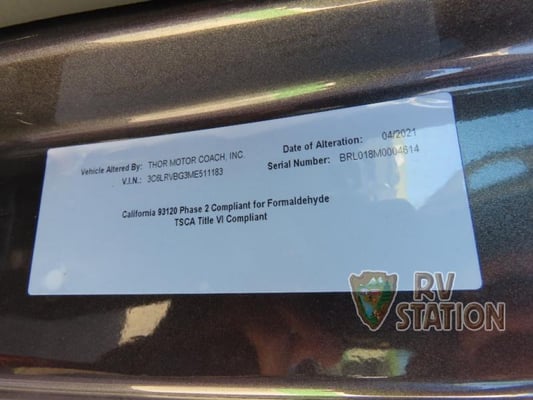 Vehicle Altered By: THOR MOTOR COACH, INC.
V.I.N.: 3C6LRVBG3ME511183
Date of Alteration: 04/2021
Serial Number: BRL018M0004614
California 93120 Phase 2 Compliant for Formaldehyde
TSCA Title VI Compliant
RV
STATION